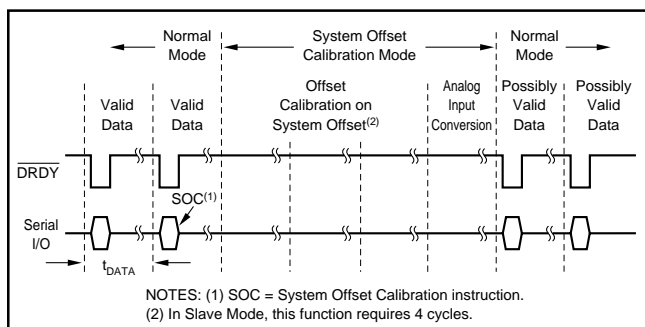 Normal
Mode
System Offset
Calibration Mode
Normal
Mode
Valid
Data
Valid
Data
Offset
Calibration on
System Offset(2)
Analog
Input
Conversion
Possibly
Valid
Data
Possibly
Valid
Data
DRDY
SOC(1)
Serial
I/O
tDATA
NOTES: (1) SOC = System Offset Calibration instruction.
(2) In Slave Mode, this function requires 4 cycles.